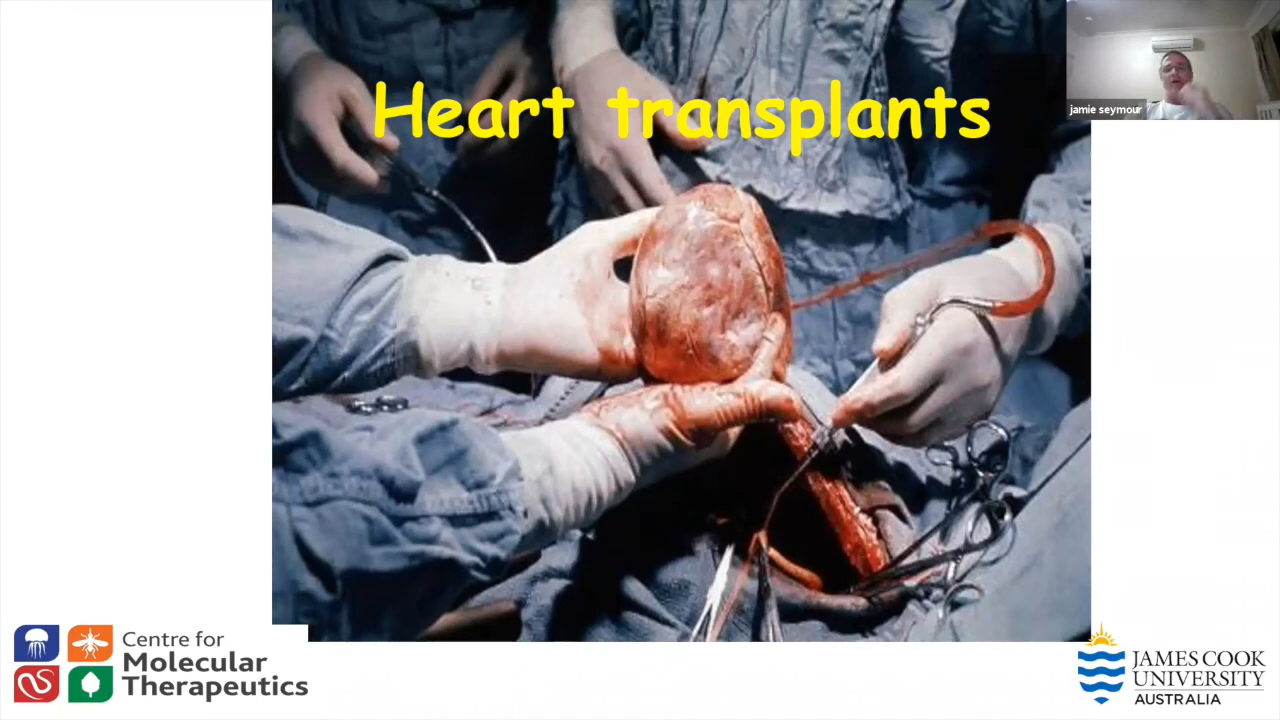 Heart transplants
jamie seymour
Centre for
Molecular
Therapeutics
JAMES COOK
UNIVERSITY
AUSTRALIA